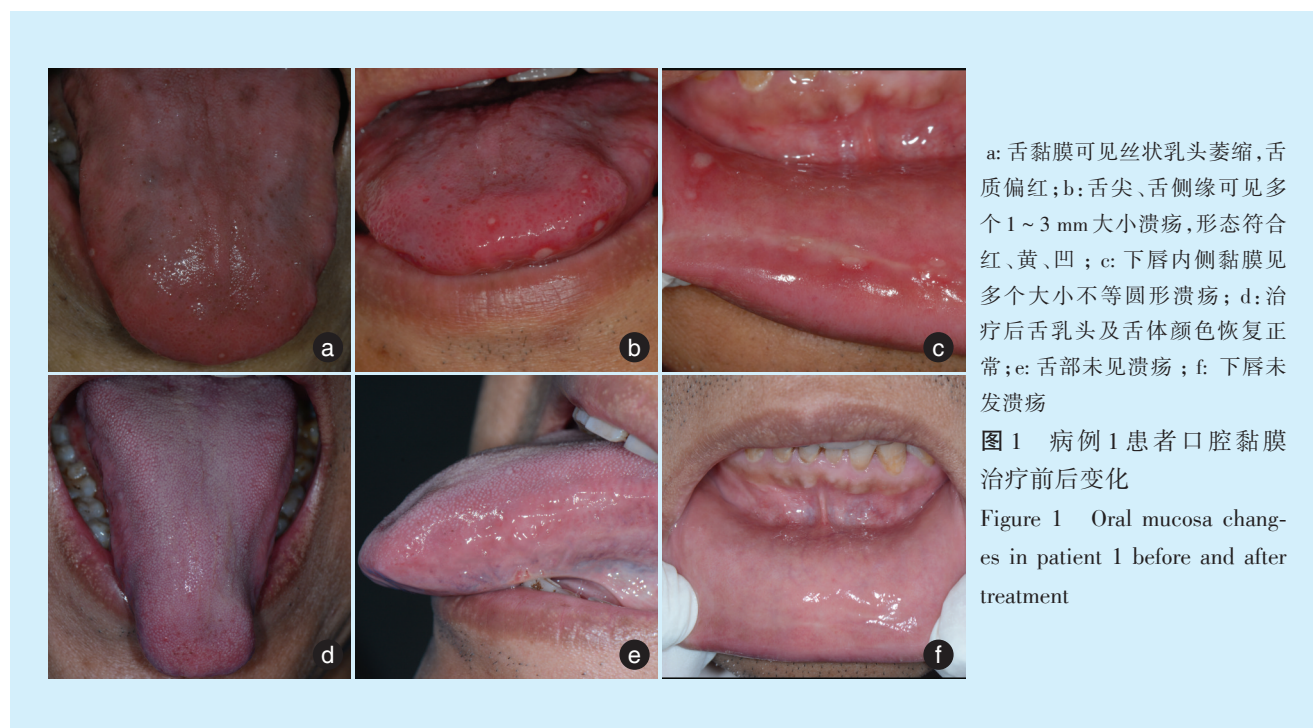 a
b
c
d
e
f
a: 舌黏膜可见丝状乳头萎缩,舌
质偏红;b:舌尖、舌侧缘可见多
个 1 ~ 3 mm 大小溃疡,形态符合
红、黄、凹 ; c: 下唇内侧黏膜见
多个大小不等圆形溃疡; d:治
疗后舌乳头及舌体颜色恢复正
常;e: 舌部未见溃疡 ; f: 下唇未
发溃疡
图 1 病例 1 患者口腔黏膜
治疗前后变化
Figure 1 Oral mucosa chang-
es in patient 1 before and after
treatment